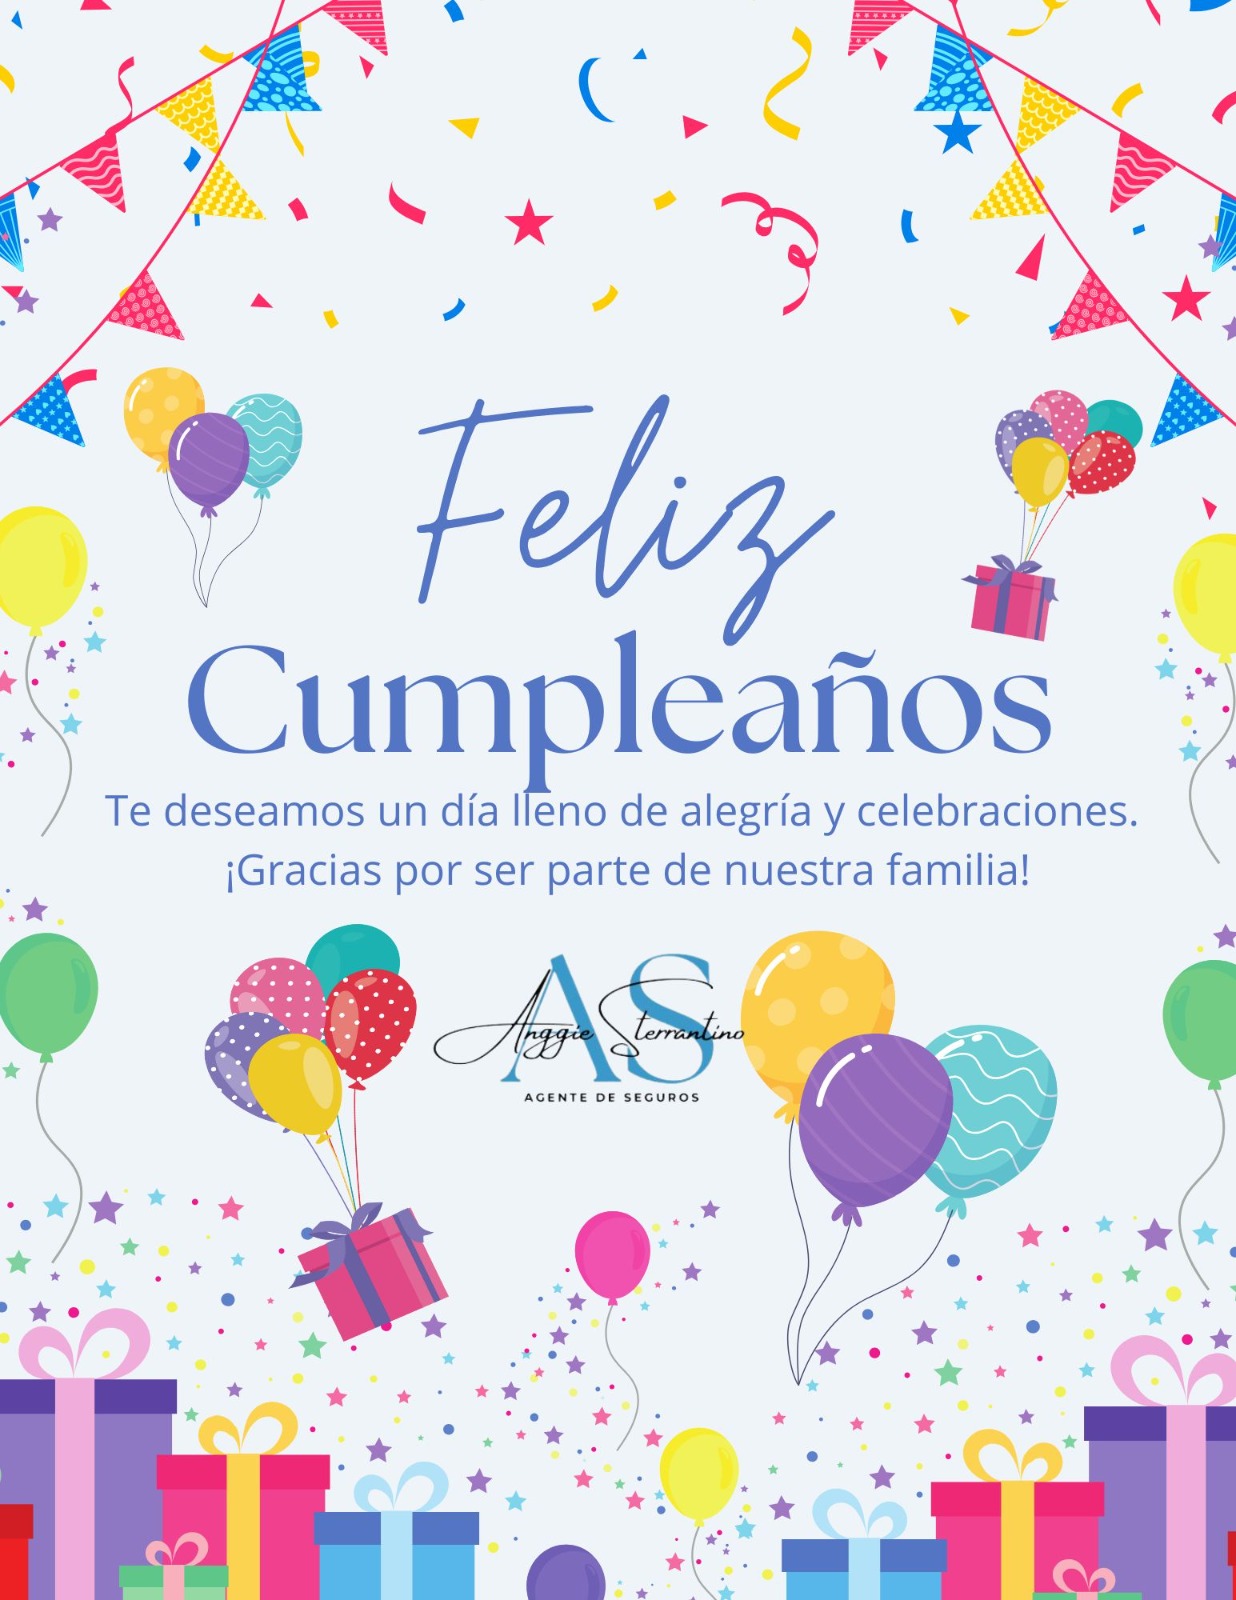 Feliz
Cumpleaños
Te deseamos un día lleno de alegría y celebraciones.
¡Gracias por ser parte de nuestra familia!
AS
Anggie Sterrantino
AGENTE DE SEGUROS